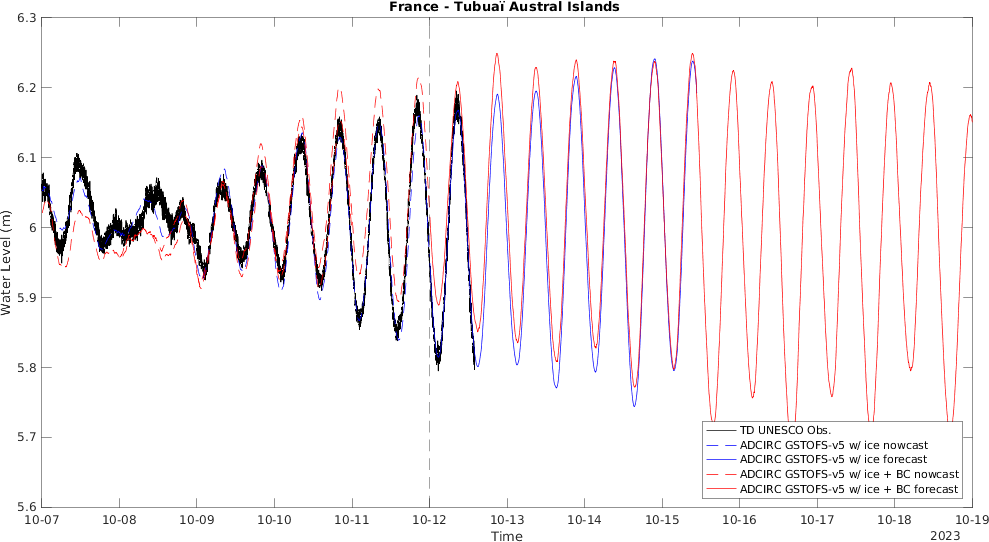 France - Tubuaï Austral Islands
6.3
6.2
6.1
6
5.9
5.8
5.7
5.6
Water Level (m)
10-07 10-08 10-09 10-10 10-11 10-12 10-13 10-14 10-15 10-16 10-17 10-18 10-19
Time
2023
TD UNESCO Obs.
ADCIRC GSTOFS-v5 w/ ice nowcast
ADCIRC GSTOFS-v5 w/ ice forecast
ADCIRC GSTOFS-v5 w/ ice + BC nowcast
ADCIRC GSTOFS-v5 w/ ice + BC forecast